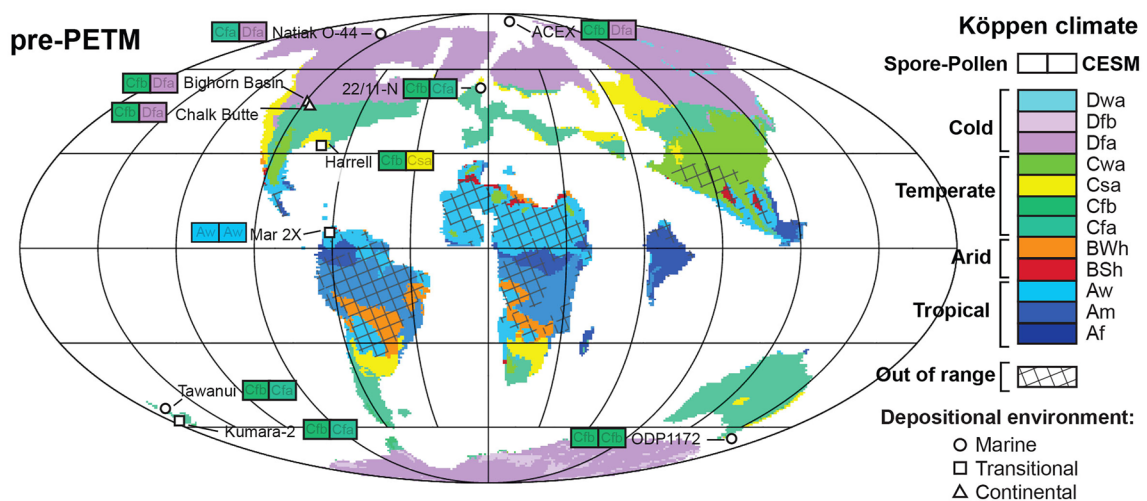 pre-PETM
Cfa Dfa Natiak O-44
ACEX Cfb Dfa
Cfb Dfa Bighorn Basin
Cfb Dfa Chalk Butte
22/11-N Cfb Cfa
Harrell Cfb Csa
Aw Aw Mar 2X
Tawanui Cfb Cfa
Kumara-2 Cfb Cfa
Cfb Cfb ODP1172
Köppen climate
Spore-Pollen CESM
Cold
Dwa
Dfb
Dfa
Temperate
Cwa
Csa
Cfb
Cfa
Arid
BWh
BSh
Tropical
Aw
Am
Af
Out of range
Depositional environment:
Marine
Transitional
Continental